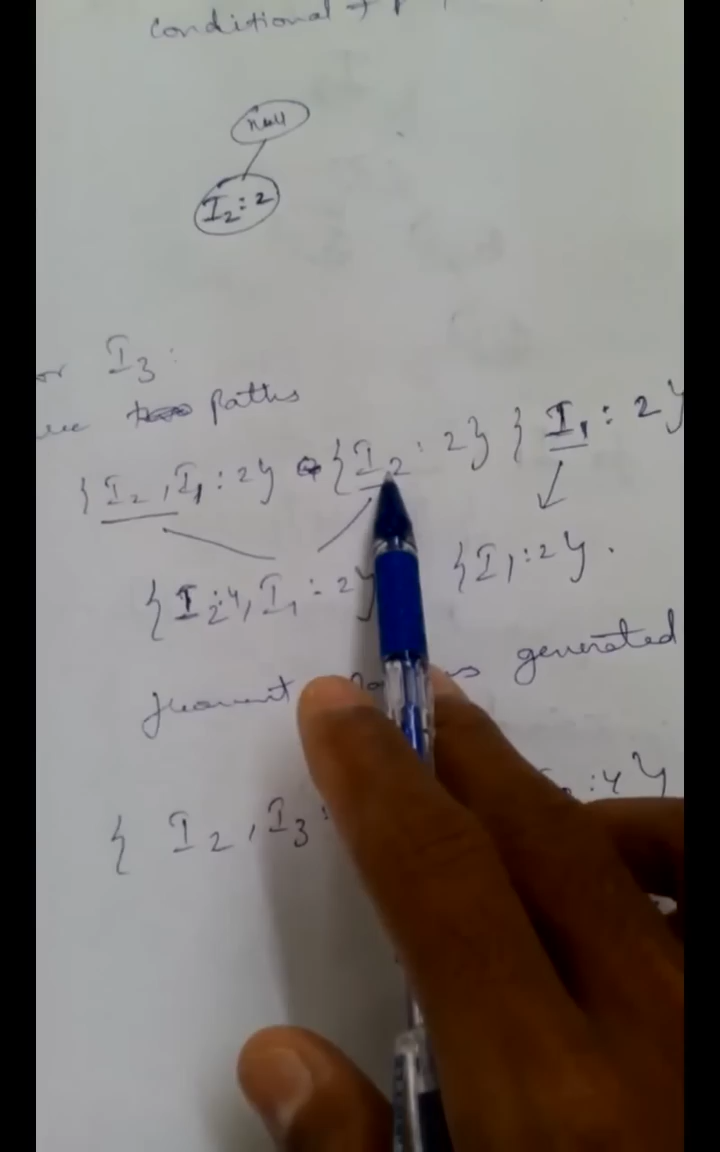 Conditional
null
I₂:2
I₃:
paths
{I₂,I₁:2} {I₂:2} {I₁:2}
{I₂:4,I₁:2} {I₁:2}.
generated
{ I₂,I₃ :4}